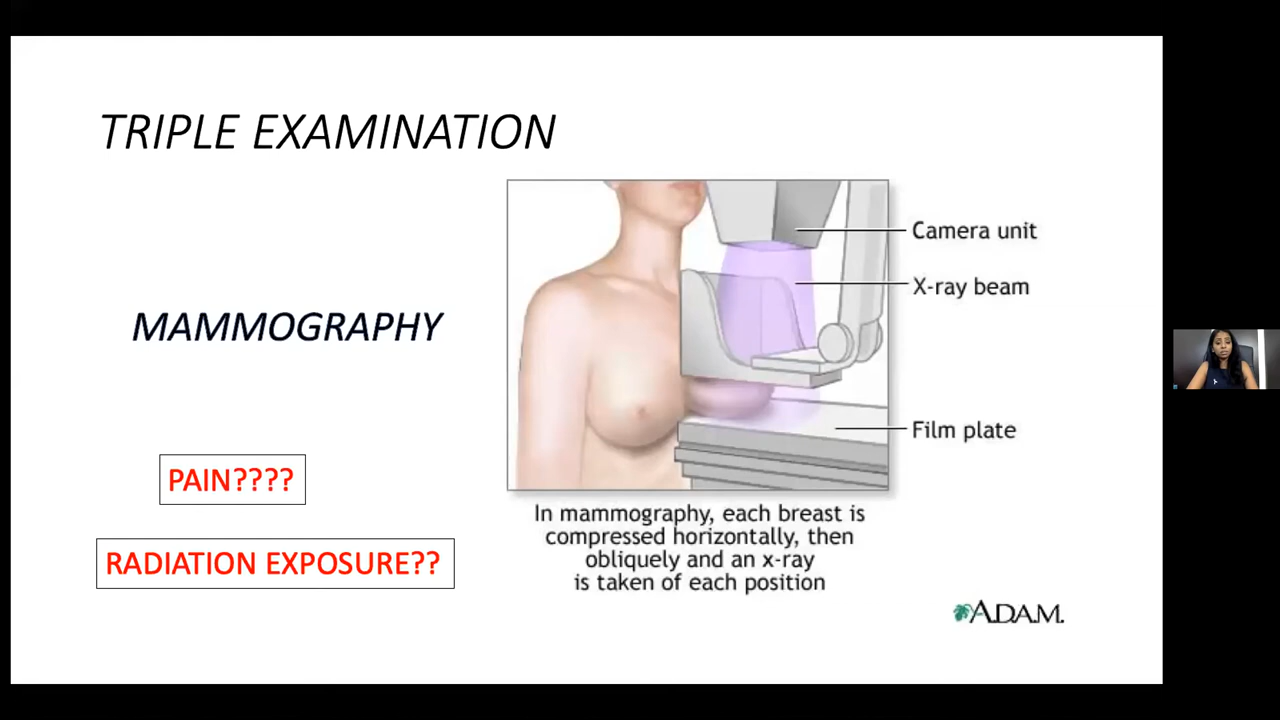 TRIPLE EXAMINATION
MAMMOGRAPHY
PAIN????
RADIATION EXPOSURE??
Camera unit
X-ray beam
Film plate
In mammography, each breast is
compressed horizontally, then
obliquely and an x-ray
is taken of each position
A.D.A.M.